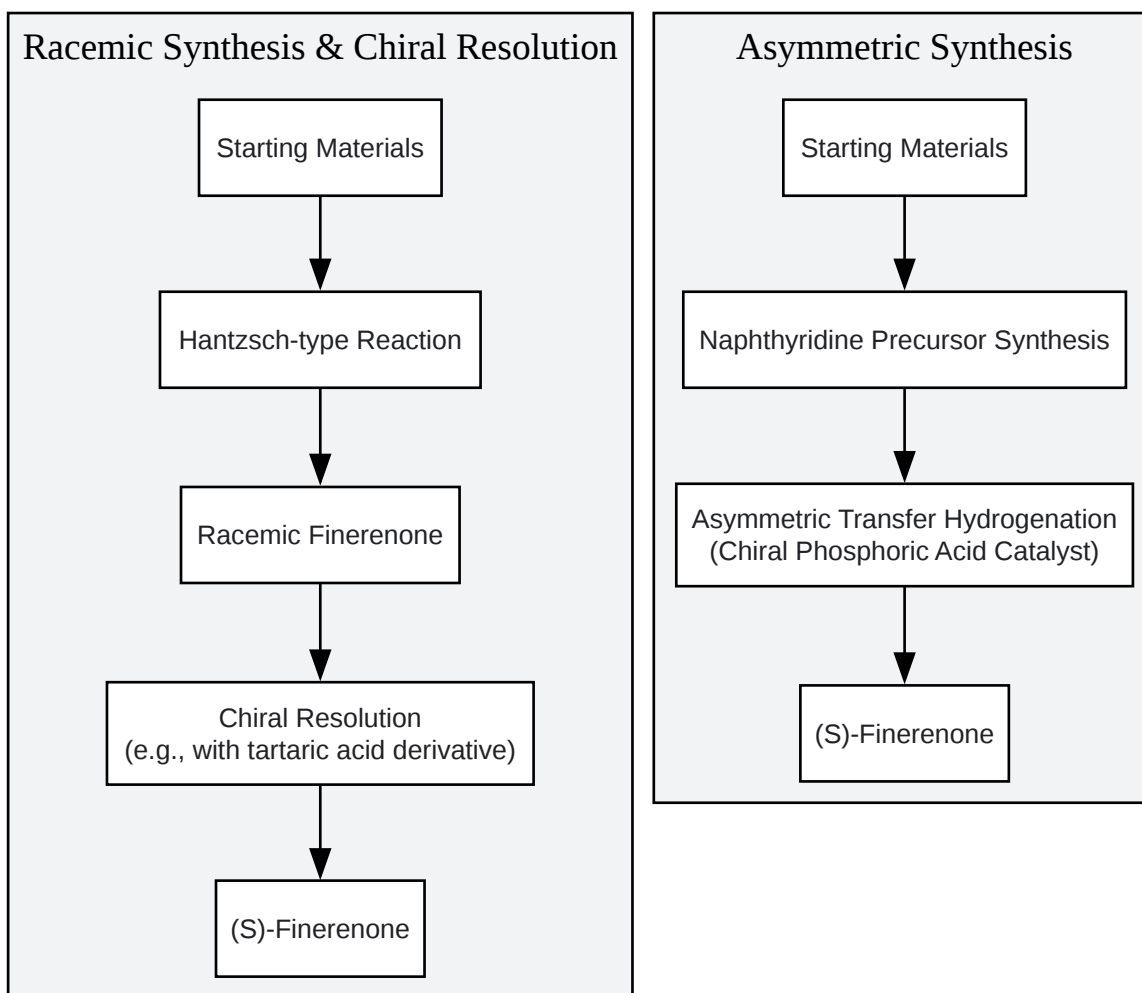 Racemic Synthesis & Chiral Resolution
Starting Materials
Hantzsch-type Reaction
Racemic Finerenone
Chiral Resolution
(e.g., with tartaric acid derivative)
(S)-Finerenone
Asymmetric Synthesis
Starting Materials
Naphthyridine Precursor Synthesis
Asymmetric Transfer Hydrogenation
(Chiral Phosphoric Acid Catalyst)
(S)-Finerenone